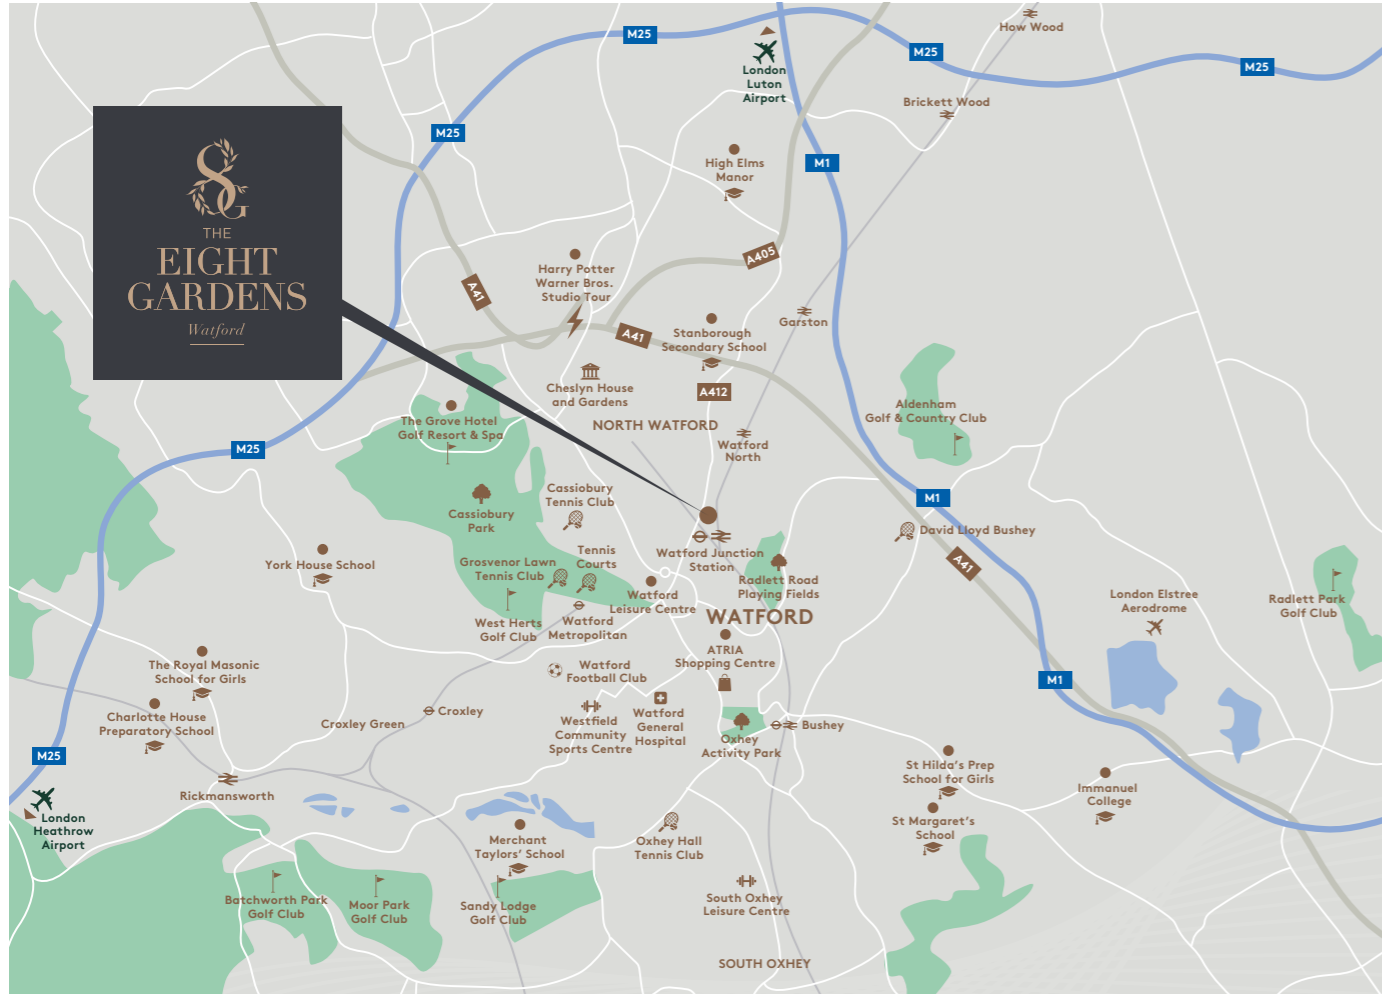 How Wood
M25
M25
M25
London
Luton
Airport
Brickett Wood
M25
M1
High Elms
Manor
8G
THE
EIGHT
GARDENS
Watford
A405
Harry Potter
Warner Bros.
Studio Tour
A41
Garston
A41
Stanborough
Secondary School
Cheslyn House
and Gardens
A412
Aldenham
Golf & Country Club
The Grove Hotel
Golf Resort & Spa
NORTH WATFORD
Watford
North
M25
Cassiobury
Tennis Club
M1
Cassiobury
Park
David Lloyd Bushey
Watford Junction
Station
Tennis
Courts
A41
York House School
Grosvenor Lawn
Tennis Club
Radlett Road
Playing Fields
Watford
Leisure Centre
London Elstree
Aerodrome
Radlett Park
Golf Club
West Herts
Golf Club
Watford
Metropolitan
WATFORD
ATRIA
Shopping Centre
The Royal Masonic
School for Girls
Watford
Football Club
M1
Charlotte House
Preparatory School
Croxley Green
Croxley
Westfield
Community
Sports Centre
Watford
General
Hospital
Oxhey
Activity Park
Bushey
M25
St Hilda's Prep
School for Girls
Rickmansworth
Immanuel
College
London
Heathrow
Airport
St Margaret's
School
Merchant
Taylors' School
Oxhey Hall
Tennis Club
Batchworth Park
Golf Club
Moor Park
Golf Club
Sandy Lodge
Golf Club
South Oxhey
Leisure Centre
SOUTH OXHEY